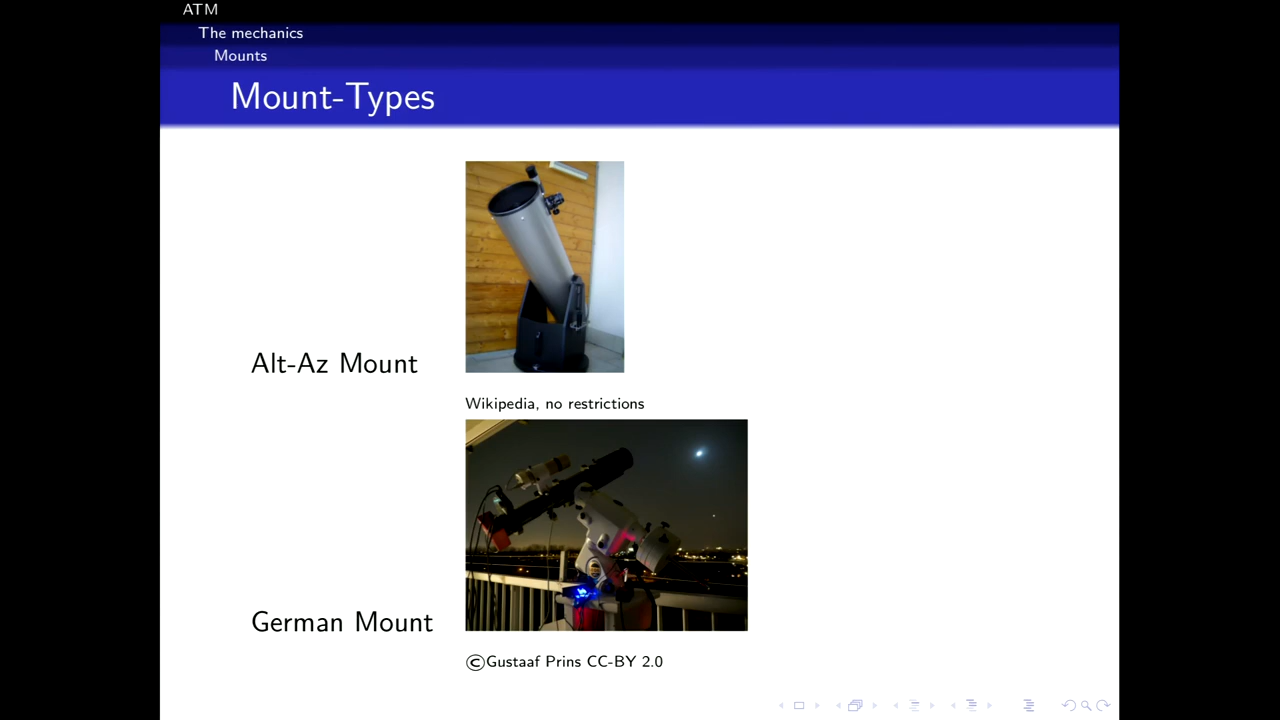 ATM
The mechanics
Mounts
Mount-Types
Alt-Az Mount
Wikipedia, no restrictions
German Mount
©Gustaaf Prins CC-BY 2.0